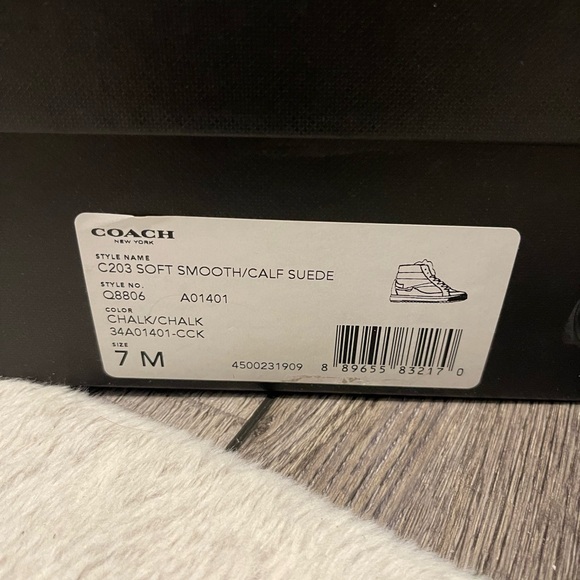 COACH
NEW YORK
STYLE NAME
C203 SOFT SMOOTH/CALF SUEDE
STYLE NO.
Q8806 A01401
COLOR
CHALK/CHALK
34A01401-CCK
SIZE
7 M
4500231909 8 89655 83217 0